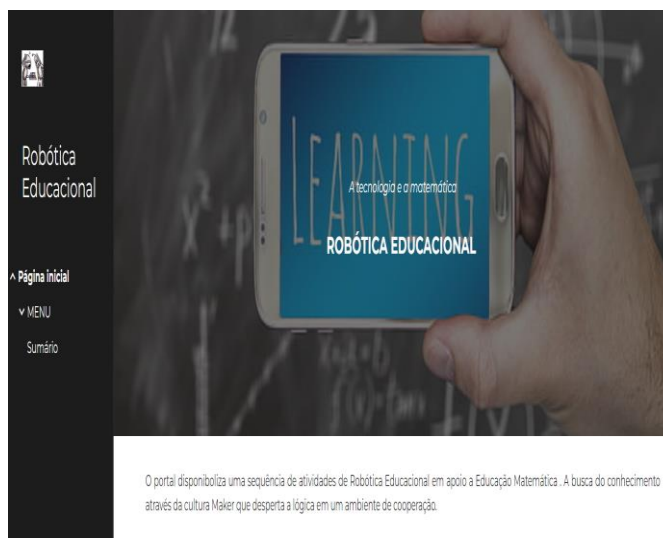 Robótica
Educacional
^ Página inicial
˅ MENU
Sumário
LEARNING
A tecnologia e a matemática
ROBÓTICA EDUCACIONAL
O portal disponiboliza uma sequência de atividades de Robótica Educacional em apoio a Educação Matemática . A busca do conhecimento
através da cultura Maker que desperta a lógica em um ambiente de cooperação.